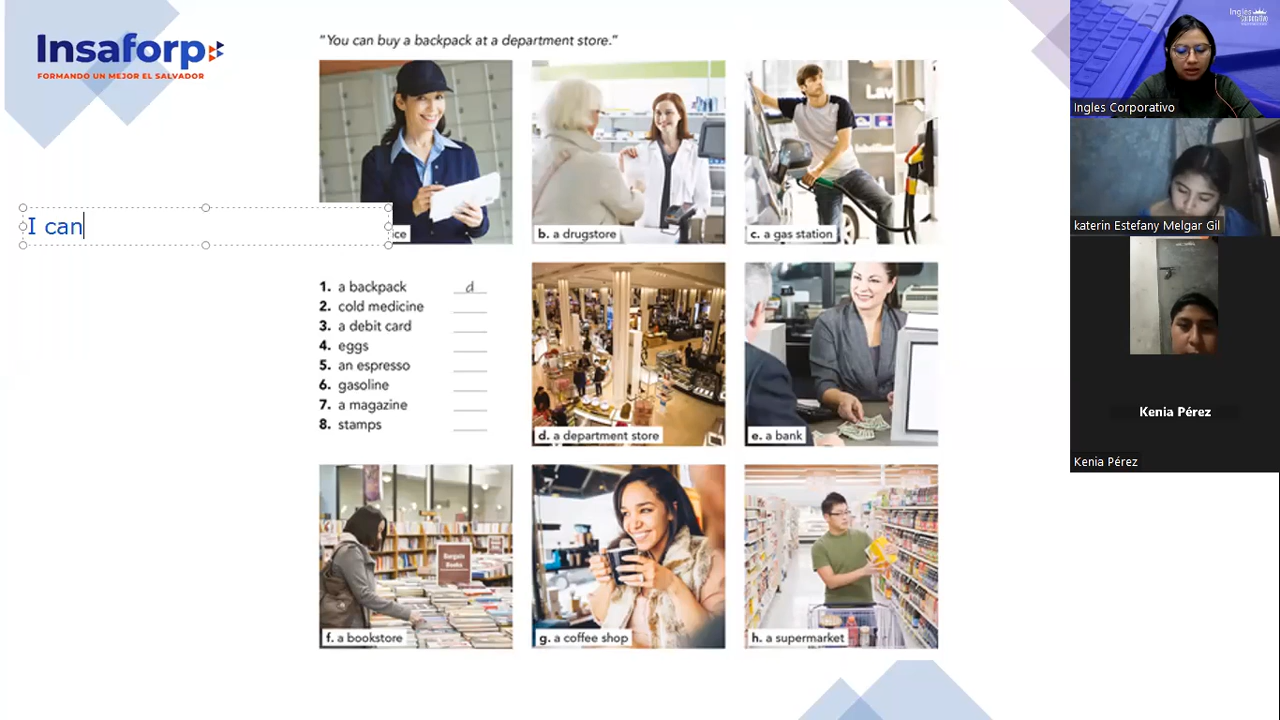 Insaforp
FORMANDO UN MEJOR EL SALVADOR
"You can buy a backpack at a department store."
I can
ice
b. a drugstore
c. a gas station
1. a backpack d
2. cold medicine
3. a debit card
4. eggs
5. an espresso
6. gasoline
7. a magazine
8. stamps
d. a department store
e. a bank
Bargain
Books
f. a bookstore
g. a coffee shop
h. a supermarket
Ingles Corporativo
katerin Estefany Melgar Gil
Kenia Pérez
Kenia Pérez